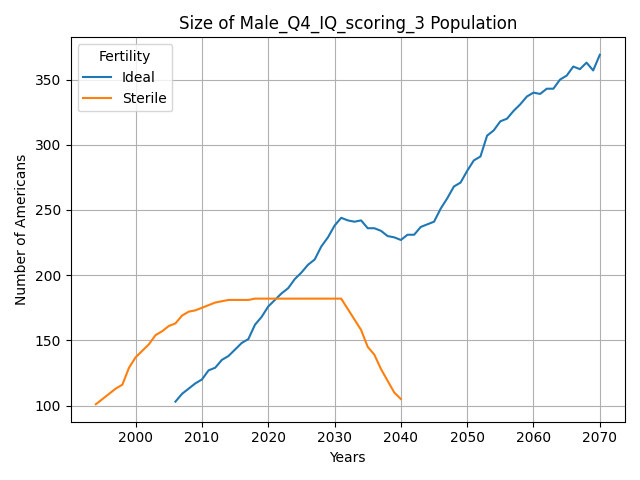 Size of Male_Q4_IQ_scoring_3 Population
Fertility
Ideal
Sterile
Number of Americans
350
300
250
200
150
100
2000 2010 2020 2030 2040 2050 2060 2070
Years